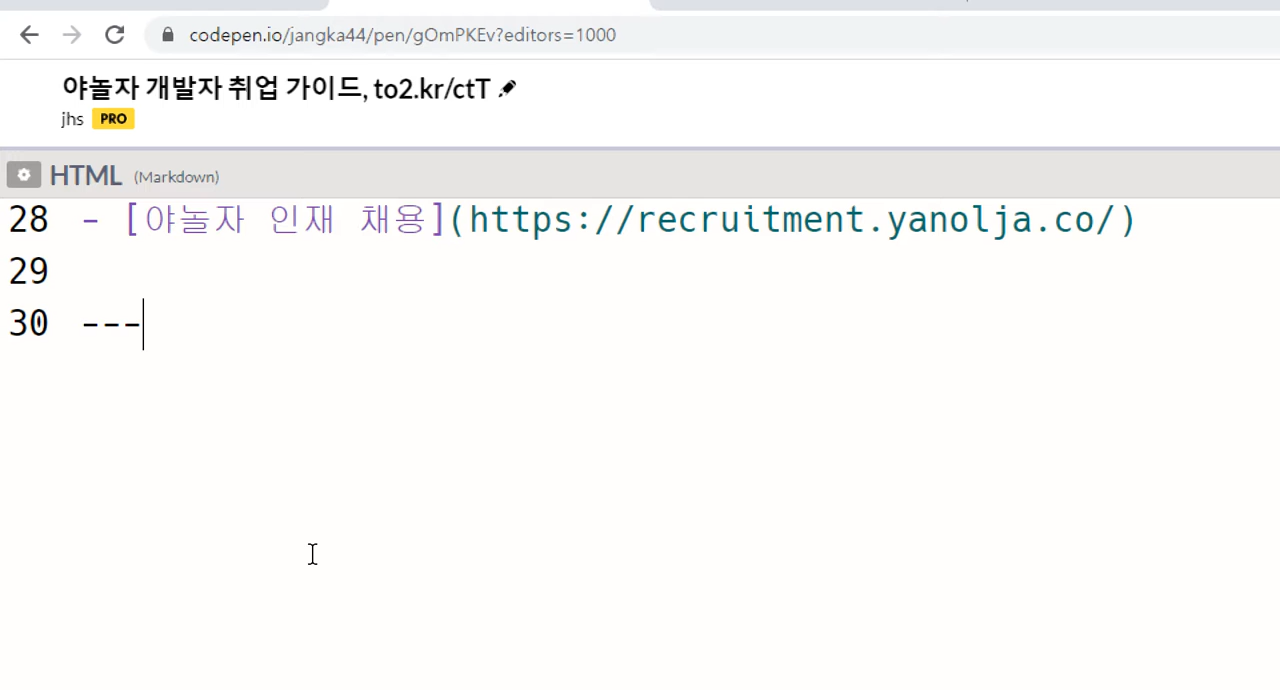 codepen.io/jangka44/pen/gOmPKEv?editors=1000
야놀자 개발자 취업 가이드, to2.kr/ctT
jhs PRO
HTML (Markdown)
28 - [야놀자 인재 채용](https://recruitment.yanolja.co/)
29
30 ---